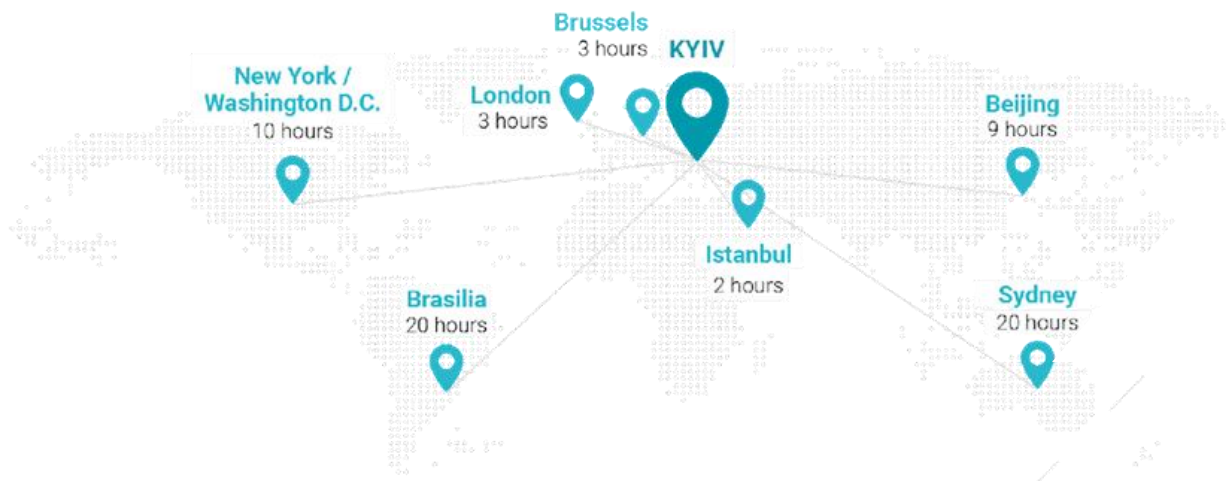 Brussels
3 hours
KYIV
New York /
Washington D.C.
10 hours
London
3 hours
Beijing
9 hours
Istanbul
2 hours
Brasilia
20 hours
Sydney
20 hours